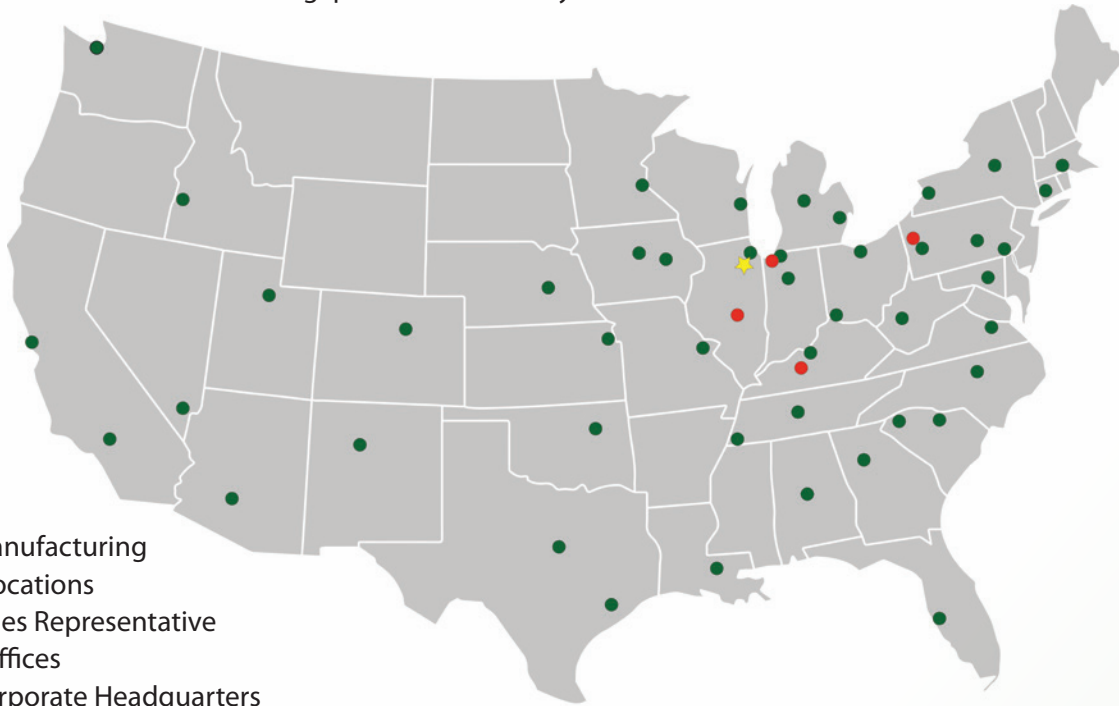 anufacturing
ocations
es Representative
ffices
rporate Headquarters